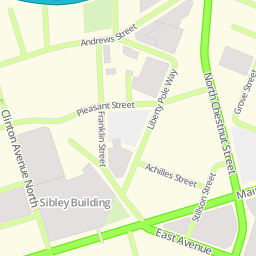 Andrews Street
Pleasant Street
Franklin Street
Liberty Pole Way
North Chestnut Street
Grove Street
Clinton Avenue North
Achilles Street
Stillson Street
Sibley Building
Main
East Avenue